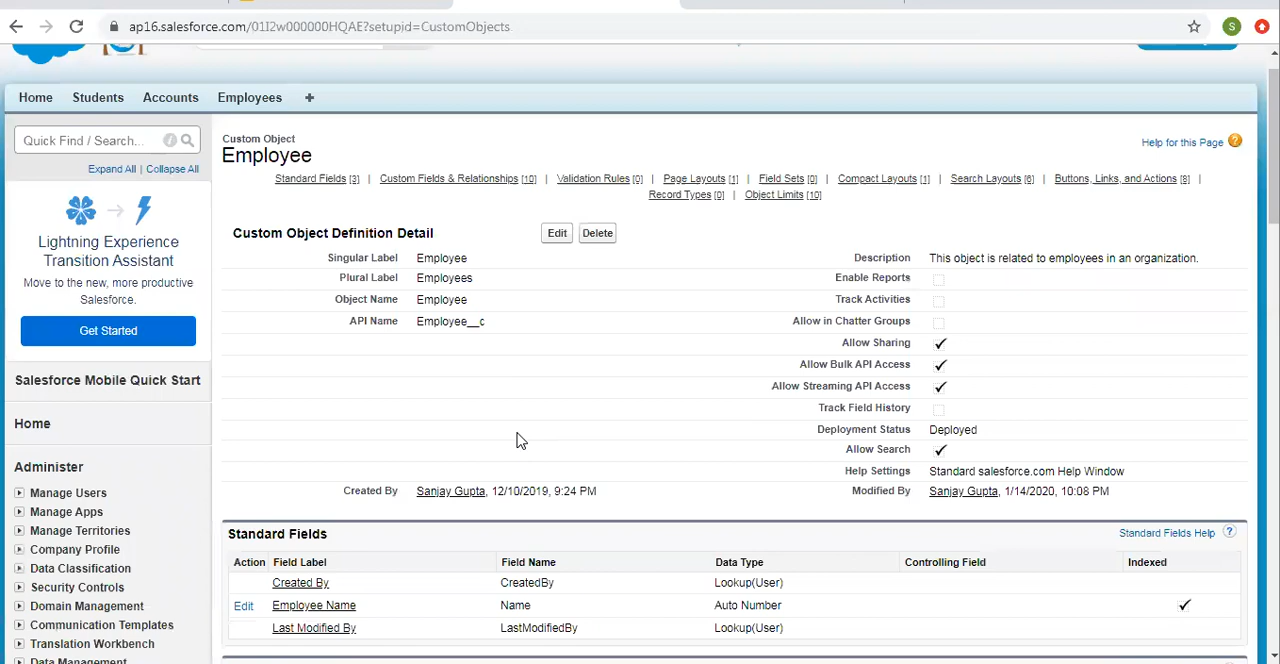 ap16.salesforce.com/01I2w000000HQAE?setupid=CustomObjects
S
Home Students Accounts Employees +
Quick Find / Search... i
Expand All | Collapse All
Lightning Experience
Transition Assistant
Move to the new, more productive
Salesforce.
Get Started
Salesforce Mobile Quick Start
Home
Administer
Manage Users
Manage Apps
Manage Territories
Company Profile
Data Classification
Security Controls
Domain Management
Communication Templates
Translation Workbench
Data Management
Custom Object
Employee
Help for this Page ?
Standard Fields [3] | Custom Fields & Relationships [10] | Validation Rules [0] | Page Layouts [1] | Field Sets [0] | Compact Layouts [1] | Search Layouts [6] | Buttons, Links, and Actions [8] |
Record Types [0] | Object Limits [10]
Custom Object Definition Detail Edit Delete
Singular Label Employee Description This object is related to employees in an organization.
Plural Label Employees Enable Reports
Object Name Employee Track Activities
API Name Employee__c Allow in Chatter Groups
Allow Sharing ✓
Allow Bulk API Access ✓
Allow Streaming API Access ✓
Track Field History
Deployment Status Deployed
Allow Search ✓
Help Settings Standard salesforce.com Help Window
Created By Sanjay Gupta, 12/10/2019, 9:24 PM Modified By Sanjay Gupta, 1/14/2020, 10:08 PM
Standard Fields Standard Fields Help ?
Action Field Label Field Name Data Type Controlling Field Indexed
Created By CreatedBy Lookup(User)
Edit Employee Name Name Auto Number ✓
Last Modified By LastModifiedBy Lookup(User)